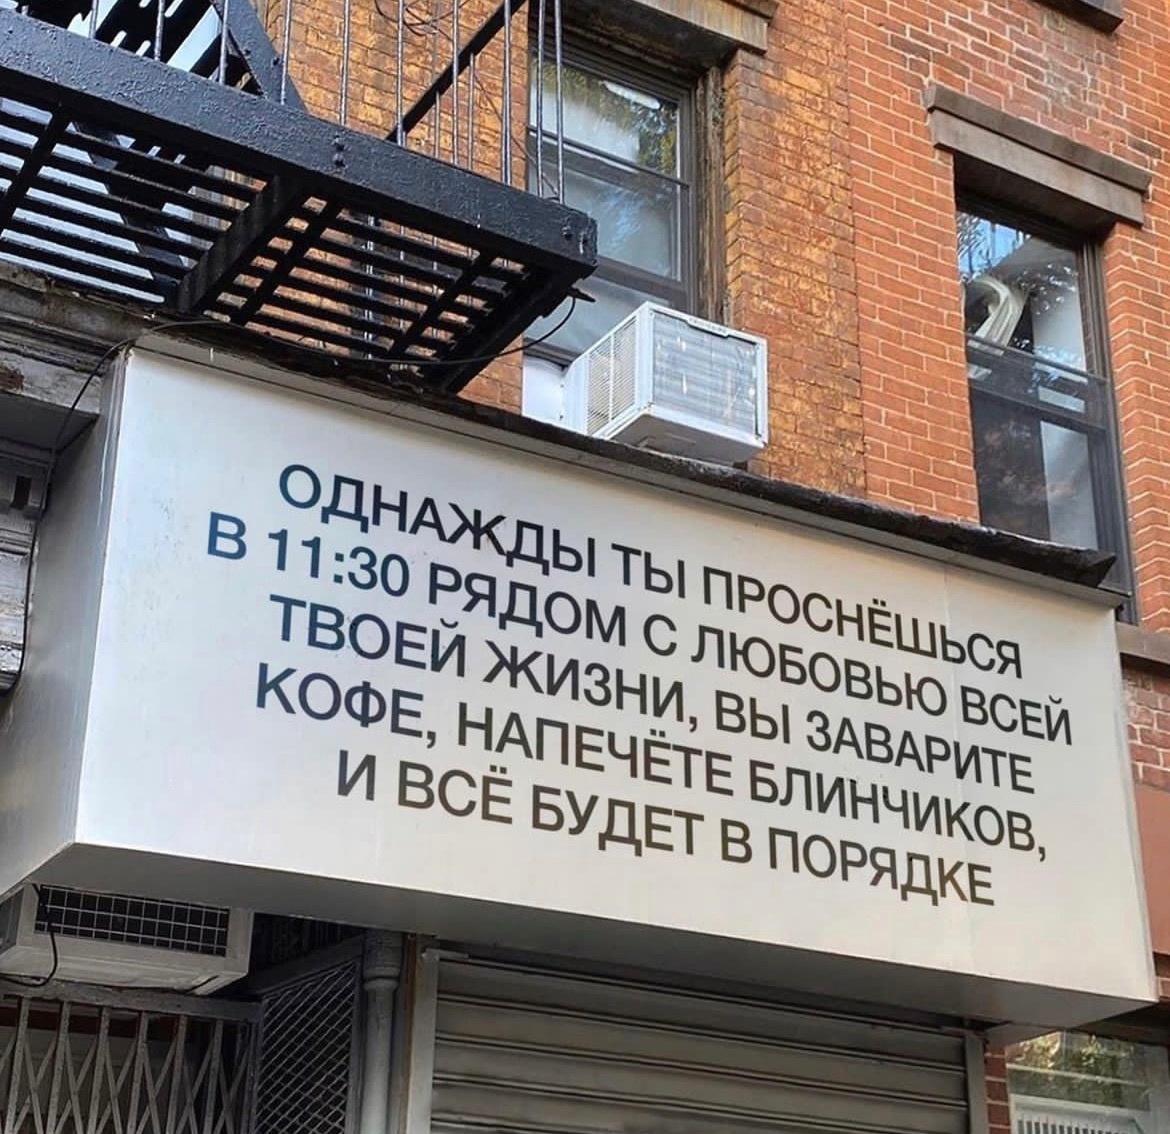 ОДНАЖДЫ ТЫ ПРОСНЁШЬСЯ
В 11:30 РЯДОМ С ЛЮБОВЬЮ ВСЕЙ
ТВОЕЙ ЖИЗНИ, ВЫ ЗАВАРИТЕ
КОФЕ, НАПЕЧЁТЕ БЛИНЧИКОВ,
И ВСЁ БУДЕТ В ПОРЯДКЕ